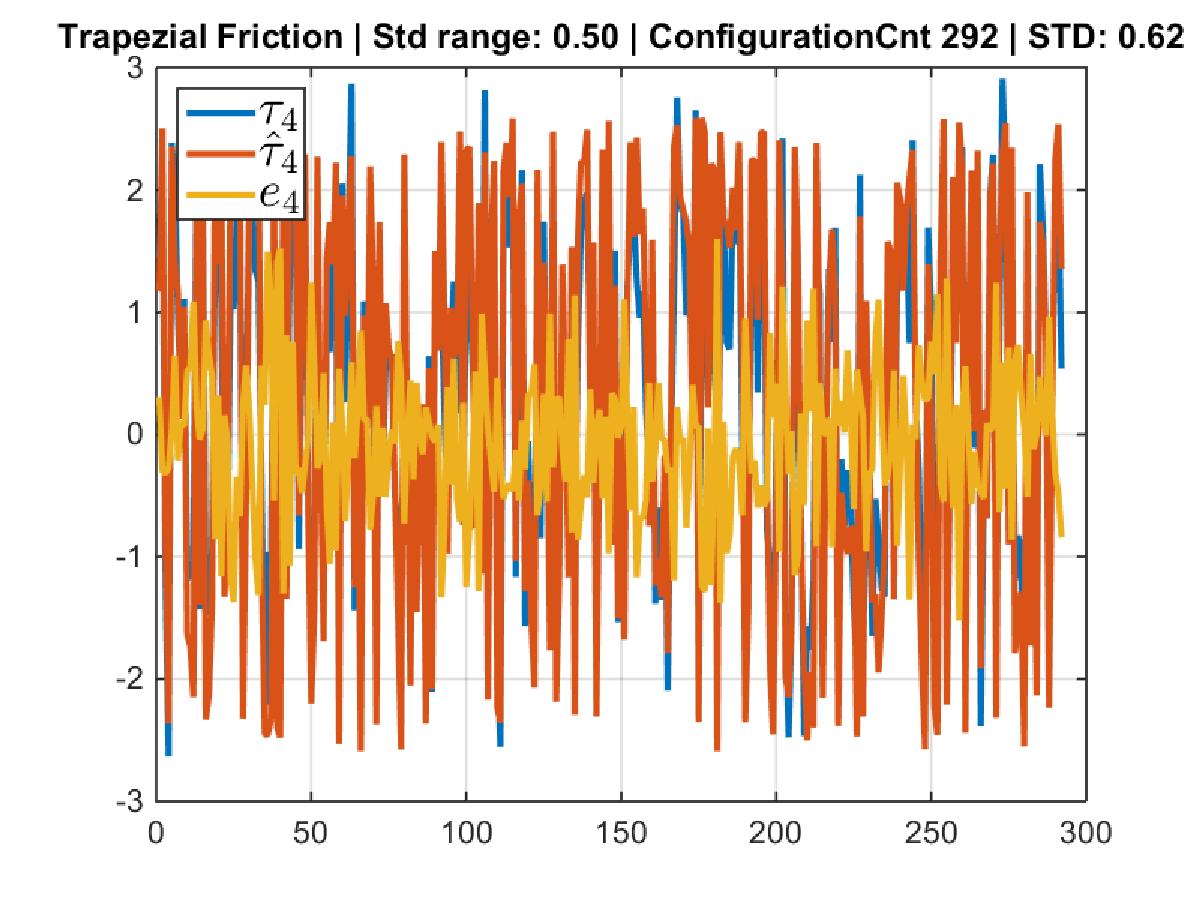 Trapezial Friction | Std range: 0.50 | ConfigurationCnt 292 | STD: 0.62
3
2
1
0
-1
-2
-3
τ4
τ̂4
e4
0 50 100 150 200 250 300